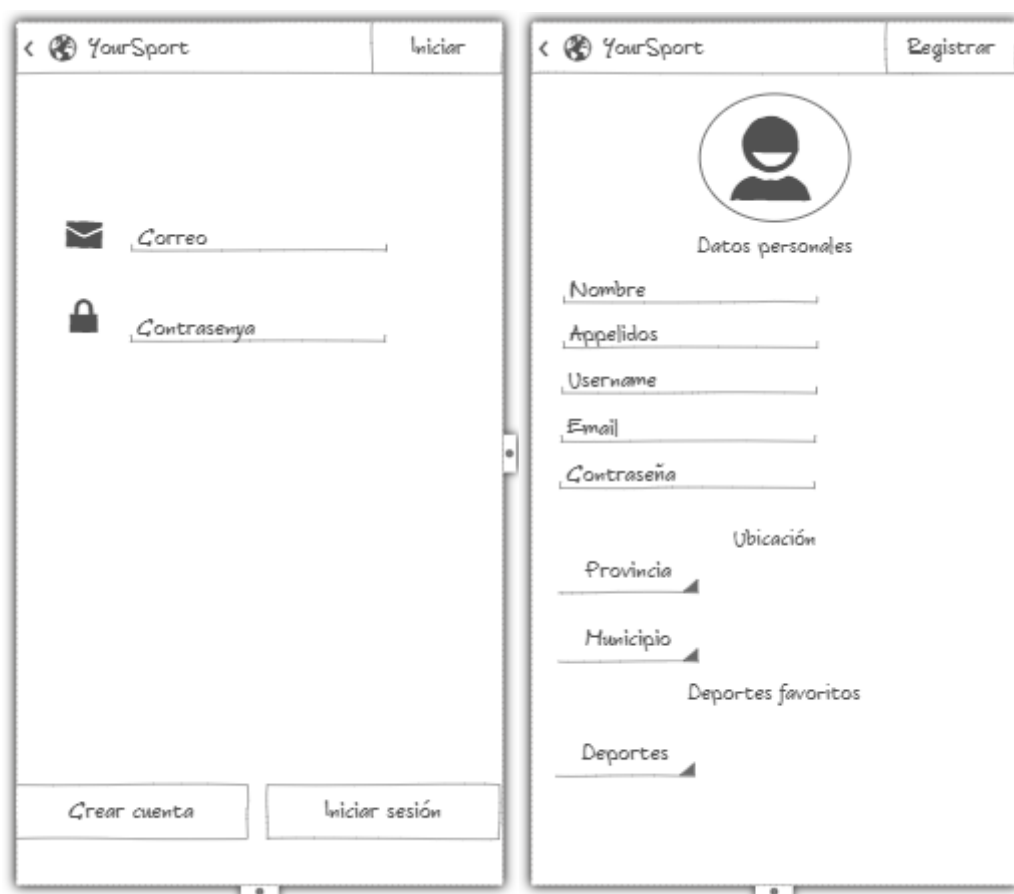 YourSport
Iniciar
Correo
Contrasenya
Crear cuenta
Iniciar sesión
YourSport
Registrar
Datos personales
Nombre
Appelidos
Username
Email
Contraseña
Ubicación
Provincia
Municipio
Deportes favoritos
Deportes